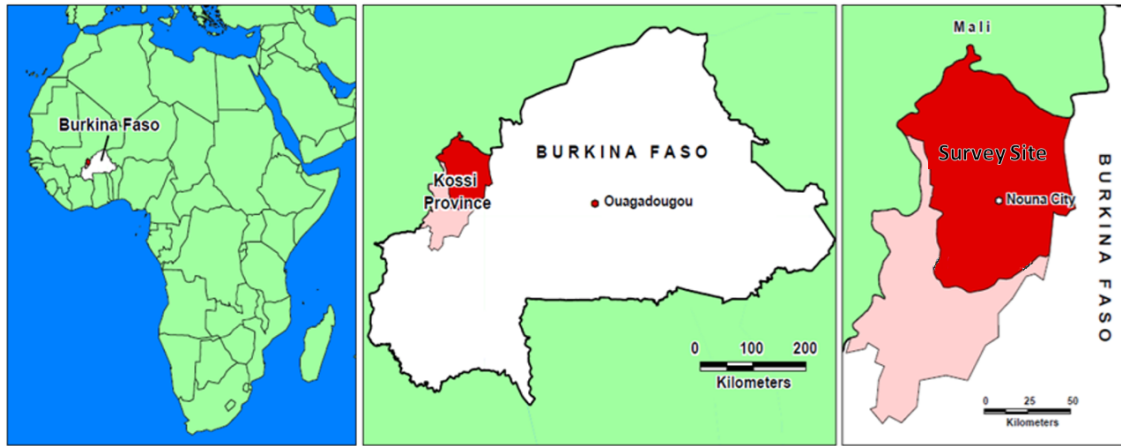 Burkina Faso
BURKINA FASO
Kossi
Province
Ouagadougou
0 100 200
Kilometers
Mali
Survey Site
Nouna City
BURKINA FASO
0 25 50
Kilometers